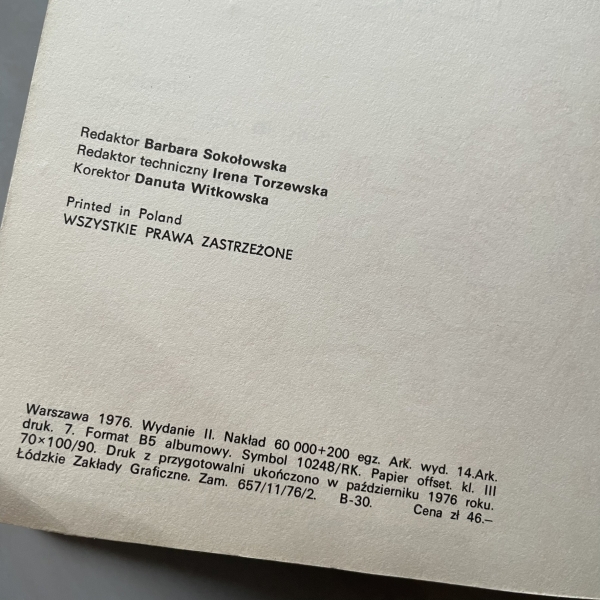 Redaktor Barbara Sokołowska
Redaktor techniczny Irena Torzewska
Korektor Danuta Witkowska
Printed in Poland
WSZYSTKIE PRAWA ZASTRZEŻONE
Warszawa 1976. Wydanie II. Nakład 60 000+200 egz. Ark. wyd. 14.Ark.
druk. 7. Format B5 albumowy. Symbol 10248/RK. Papier offset. kl. III
70×100/90. Druk z przygotowalni ukończono w październiku 1976 roku.
Łódzkie Zakłady Graficzne. Zam. 657/11/76/2. B-30. Cena zł 46.–